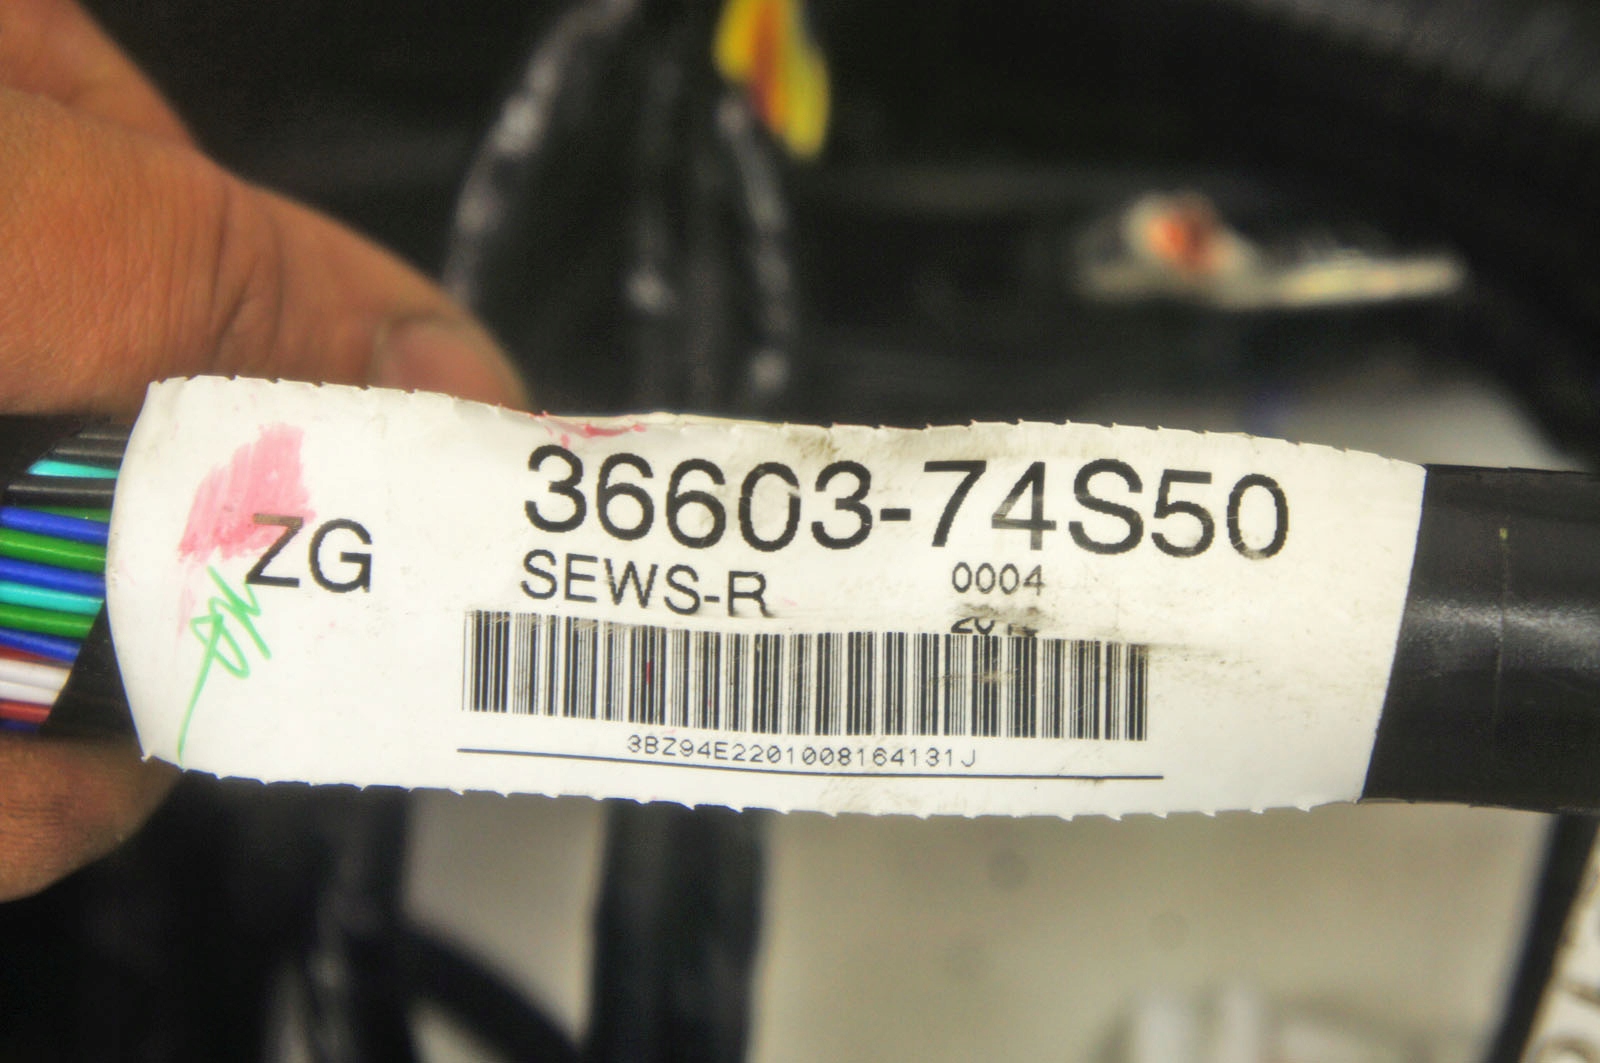 36603-74S50
ZG
SEWS-R 0004
3BZ94E2201008164131J